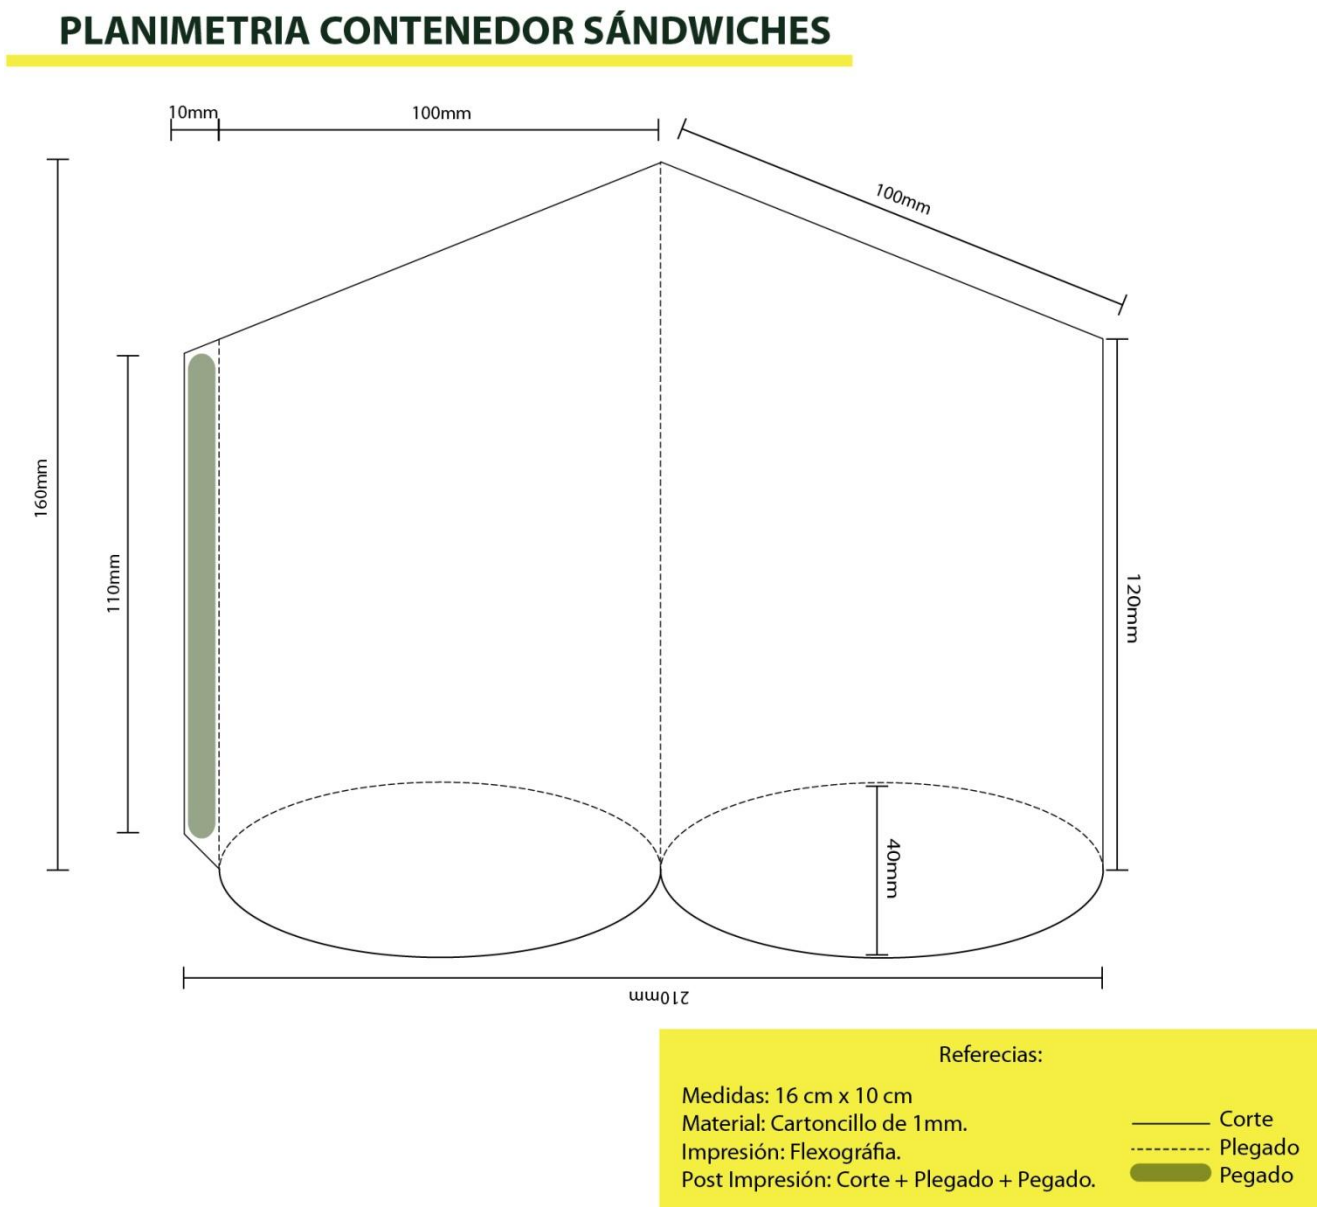 PLANIMETRIA CONTENEDOR SÁNDWICHES
10mm
100mm
100mm
160mm
110mm
120mm
40mm
210mm
Referecias:
Medidas: 16 cm x 10 cm
Material: Cartoncillo de 1mm.
Impresión: Flexográfia.
Post Impresión: Corte + Plegado + Pegado.
Corte
Plegado
Pegado